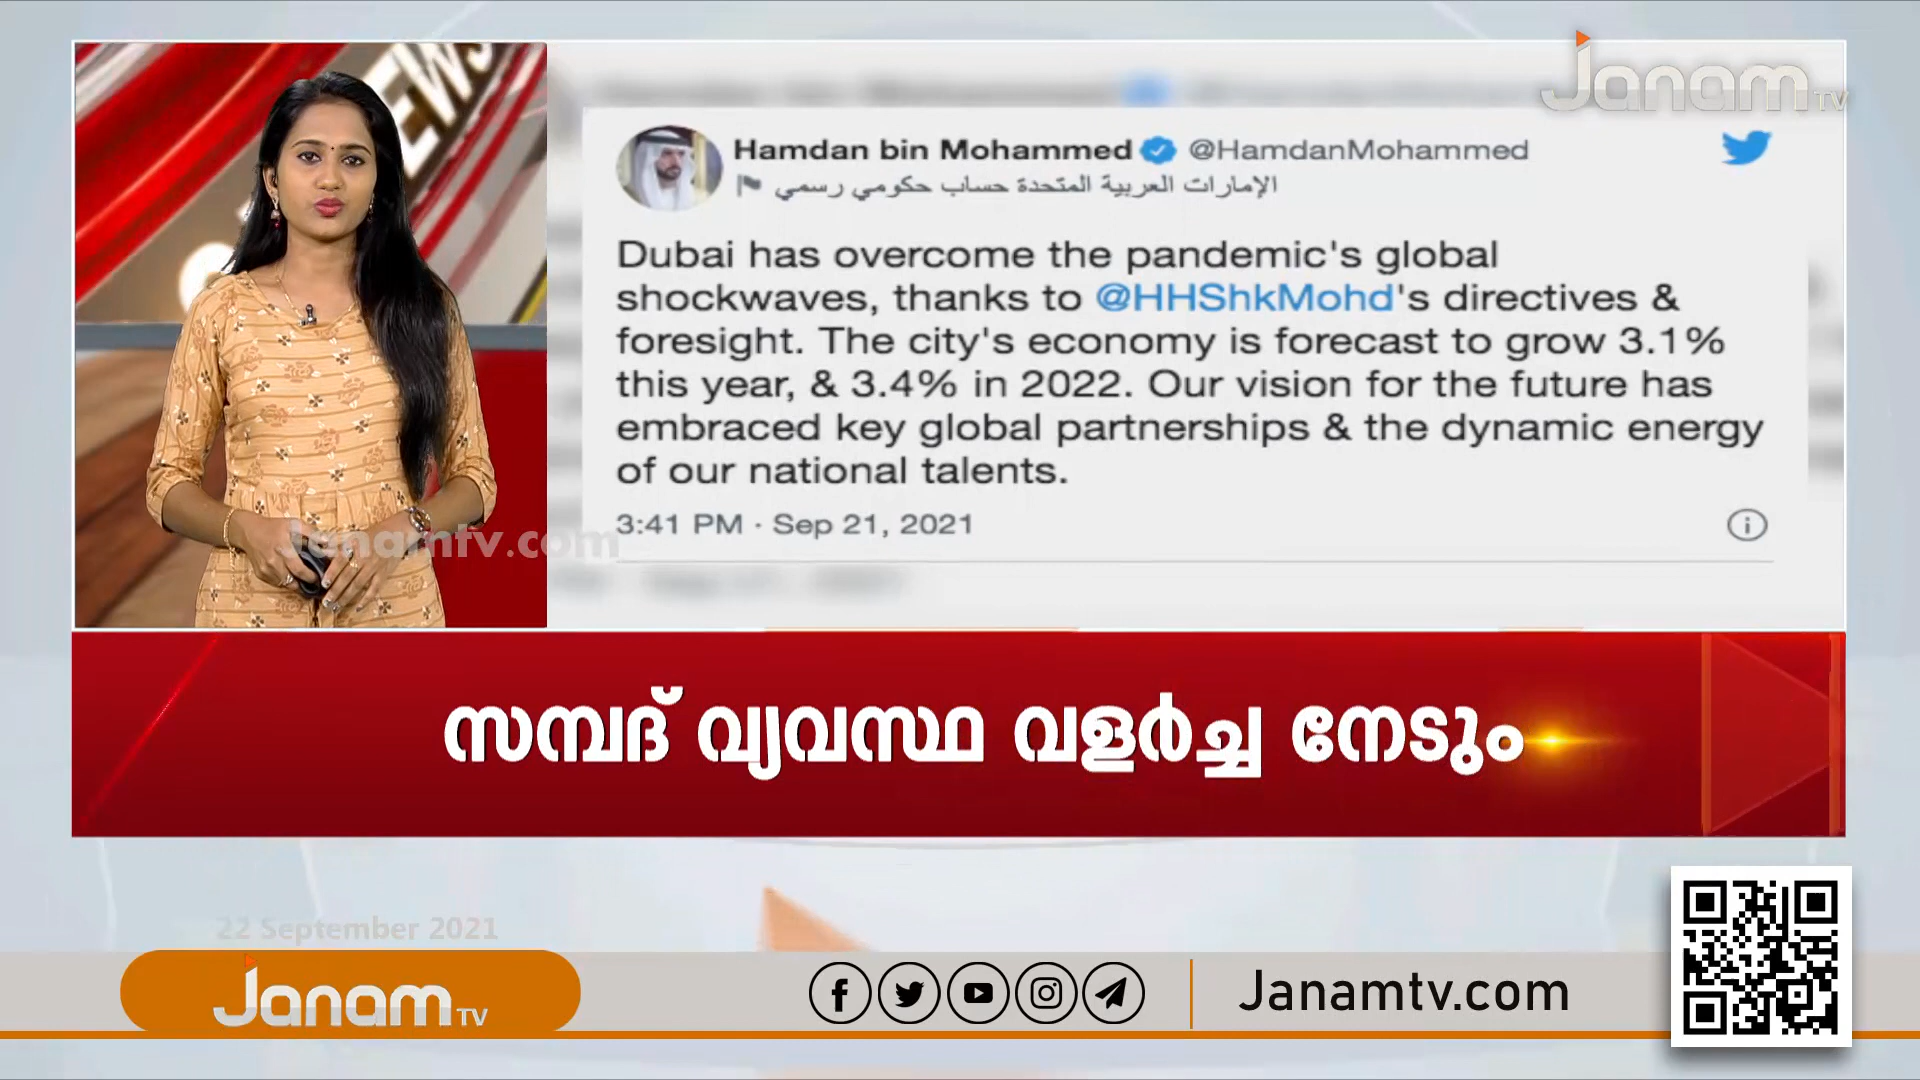 EWS
Janam TV
Hamdan bin Mohammed @HamdanMohammed
الإمارات العربية المتحدة حساب حكومي رسمي
Dubai has overcome the pandemic's global
shockwaves, thanks to @HHShkMohd's directives &
foresight. The city's economy is forecast to grow 3.1%
this year, & 3.4% in 2022. Our vision for the future has
embraced key global partnerships & the dynamic energy
of our national talents.
3:41 PM · Sep 21, 2021
Janamtv.com
സമ്പദ് വ്യവസ്ഥ വളർച്ച നേടും
22 September 2021
Janam TV
Janamtv.com